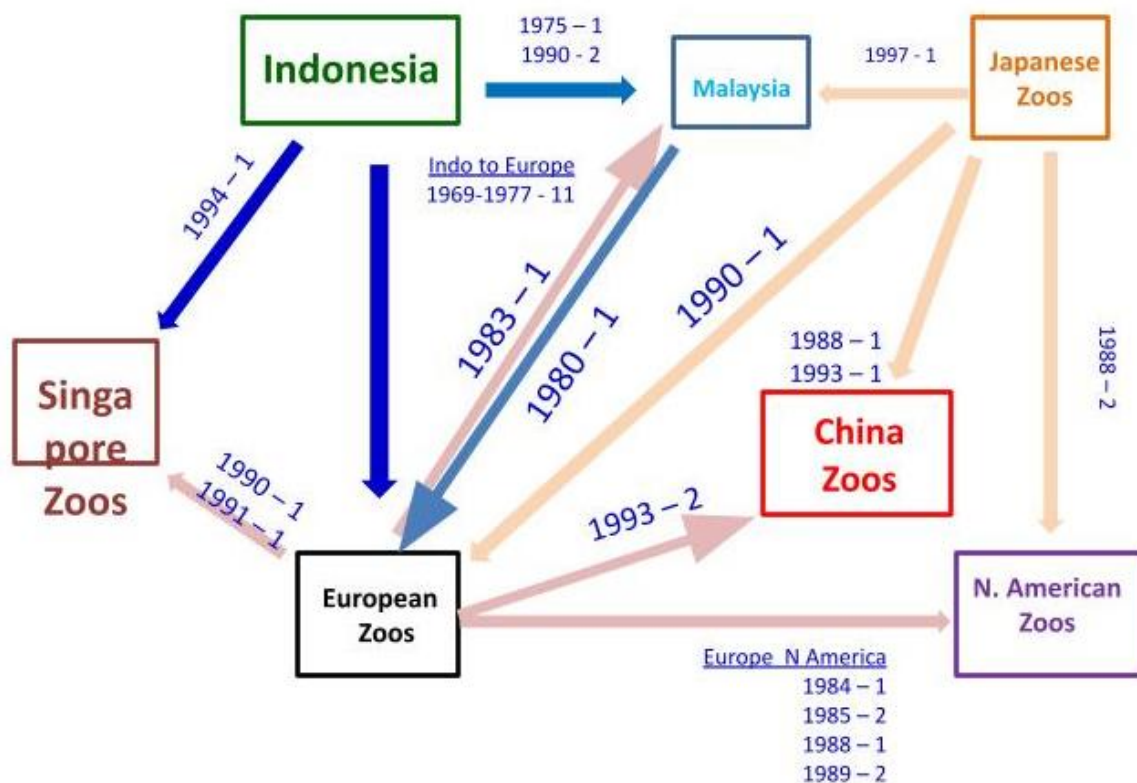 1975 – 1
1990 - 2
Indonesia
Malaysia
1997 - 1
Japanese
Zoos
1994 – 1
Indo to Europe
1969-1977 - 11
1983 – 1
1980 – 1
1990 – 1
1988 – 1
1993 – 1
1988 – 2
Singa
pore
Zoos
China
Zoos
1990 – 1
1991 – 1
1993 – 2
European
Zoos
N. American
Zoos
Europe N America
1984 – 1
1985 – 2
1988 – 1
1989 – 2